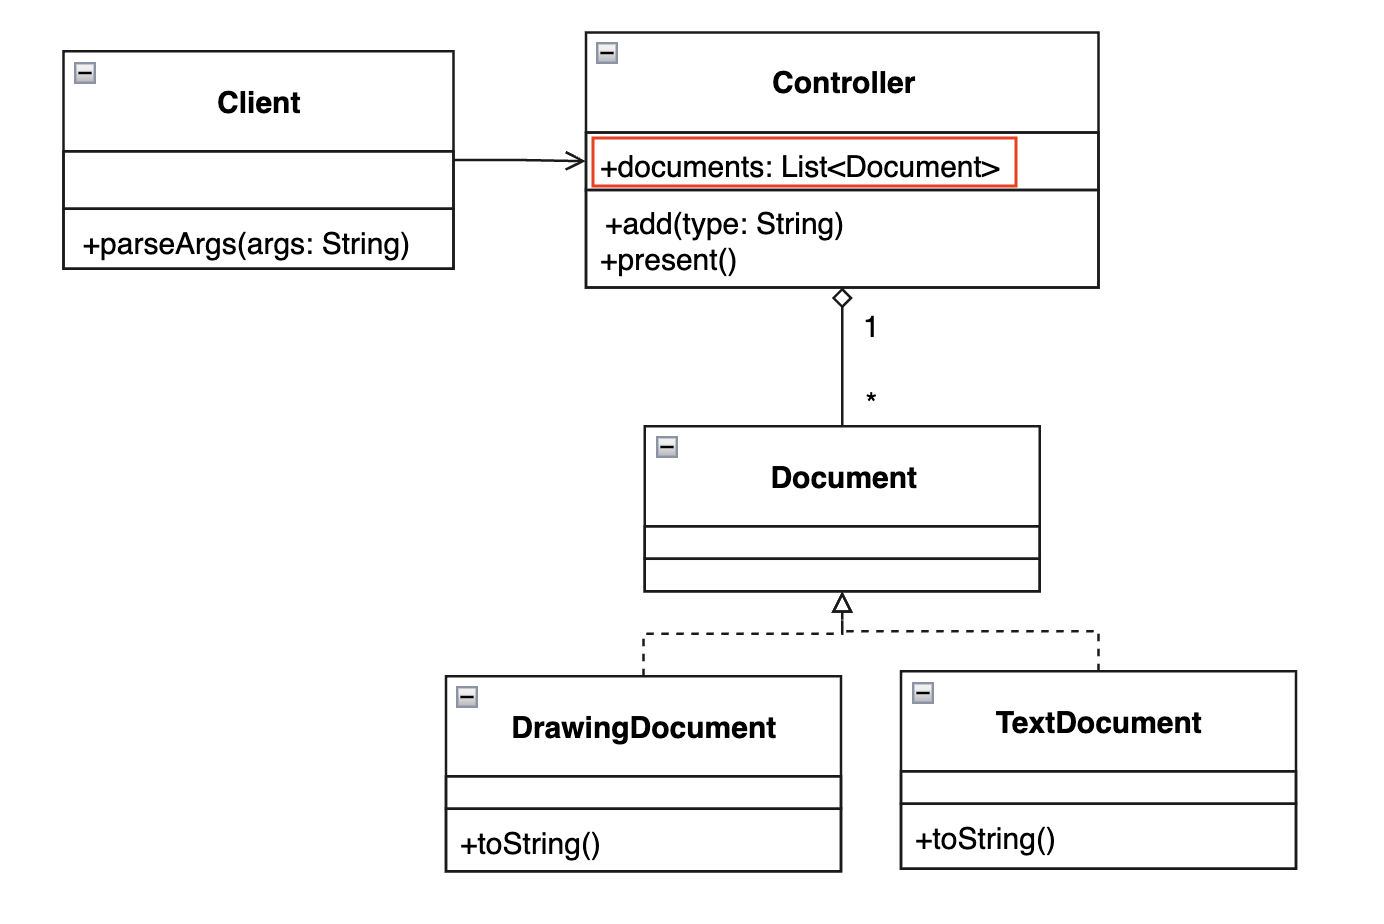 Client
+parseArgs(args: String)
Controller
+documents: List<Document>
+add(type: String)
+present()
1
*
Document
DrawingDocument
+toString()
TextDocument
+toString()